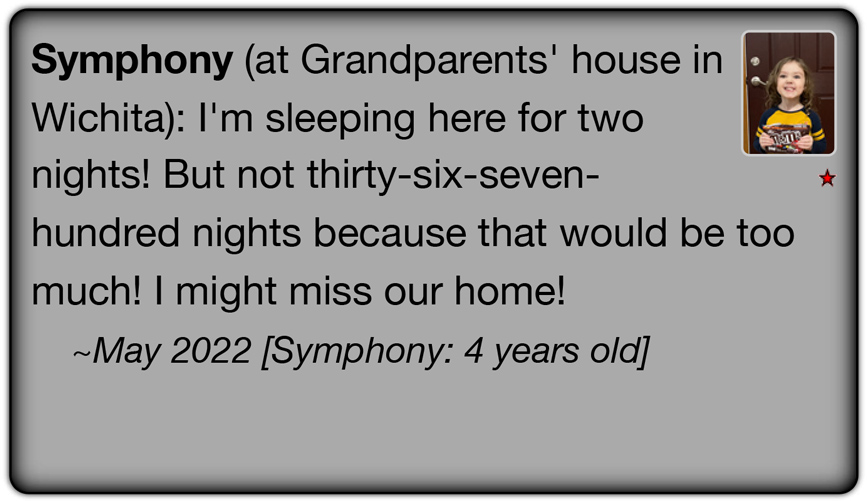 Symphony (at Grandparents' house in
Wichita): I'm sleeping here for two
nights! But not thirty-six-seven-
hundred nights because that would be too
much! I might miss our home!
~May 2022 [Symphony: 4 years old]